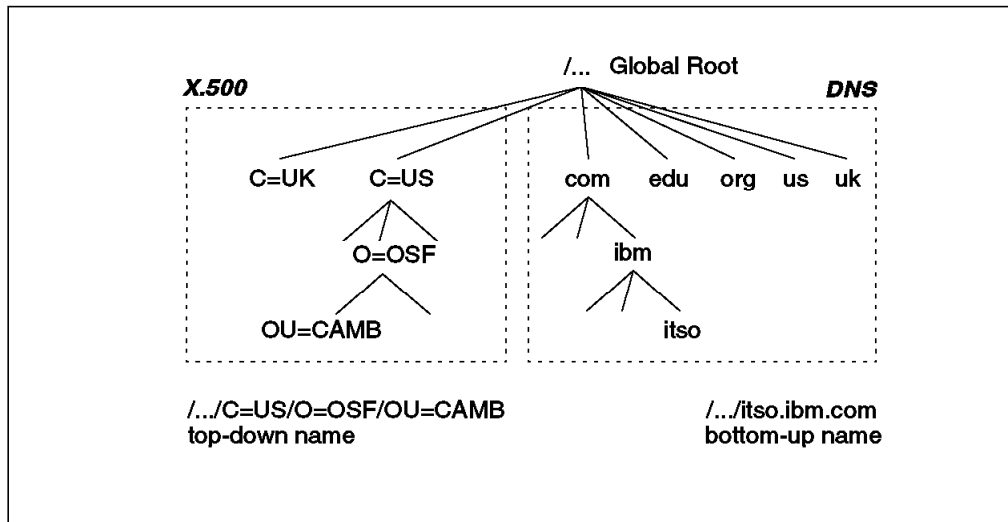 /... Global Root
X.500 DNS
C=UK C=US com edu org us uk
O=OSF ibm
OU=CAMB itso
/.../C=US/O=OSF/OU=CAMB /.../itso.ibm.com
top-down name bottom-up name